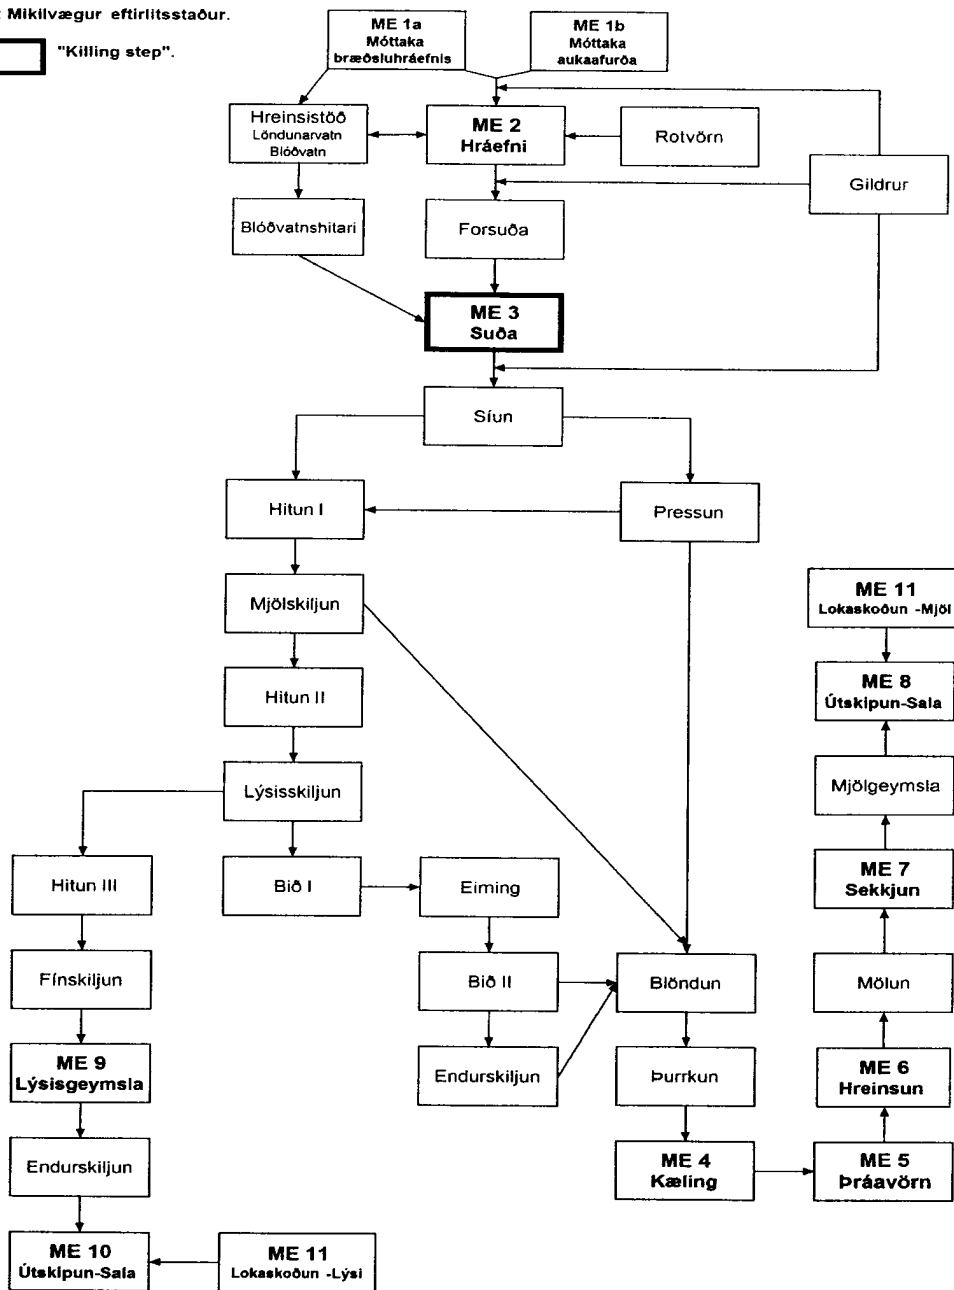 : Mikilvægur eftirlitsstaður.
"Killing step".
ME 1a
Móttaka
bræðsluhráefnis
ME 1b
Móttaka
aukaafurða
Hreinsistöð
Löndunarvatn
Blóðvatn
ME 2
Hráefni
Rotvörn
Gildrur
Blóðvatnshitari
Forsuða
ME 3
Suða
Síun
Hitun I
Pressun
Mjölskiljun
ME 11
Lokaskoðun -Mjöl
Hitun II
ME 8
Útskipun-Sala
Lýsisskiljun
Mjölgeymsla
Hitun III
Bið I
Eiming
ME 7
Sekkjun
Fínskiljun
Bið II
Blöndun
Mölun
ME 9
Lýsisgeymsla
Endurskiljun
Þurrkun
ME 6
Hreinsun
Endurskiljun
ME 4
Kæling
ME 5
Þráavörn
ME 10
Útskipun-Sala
ME 11
Lokaskoðun -Lýsi